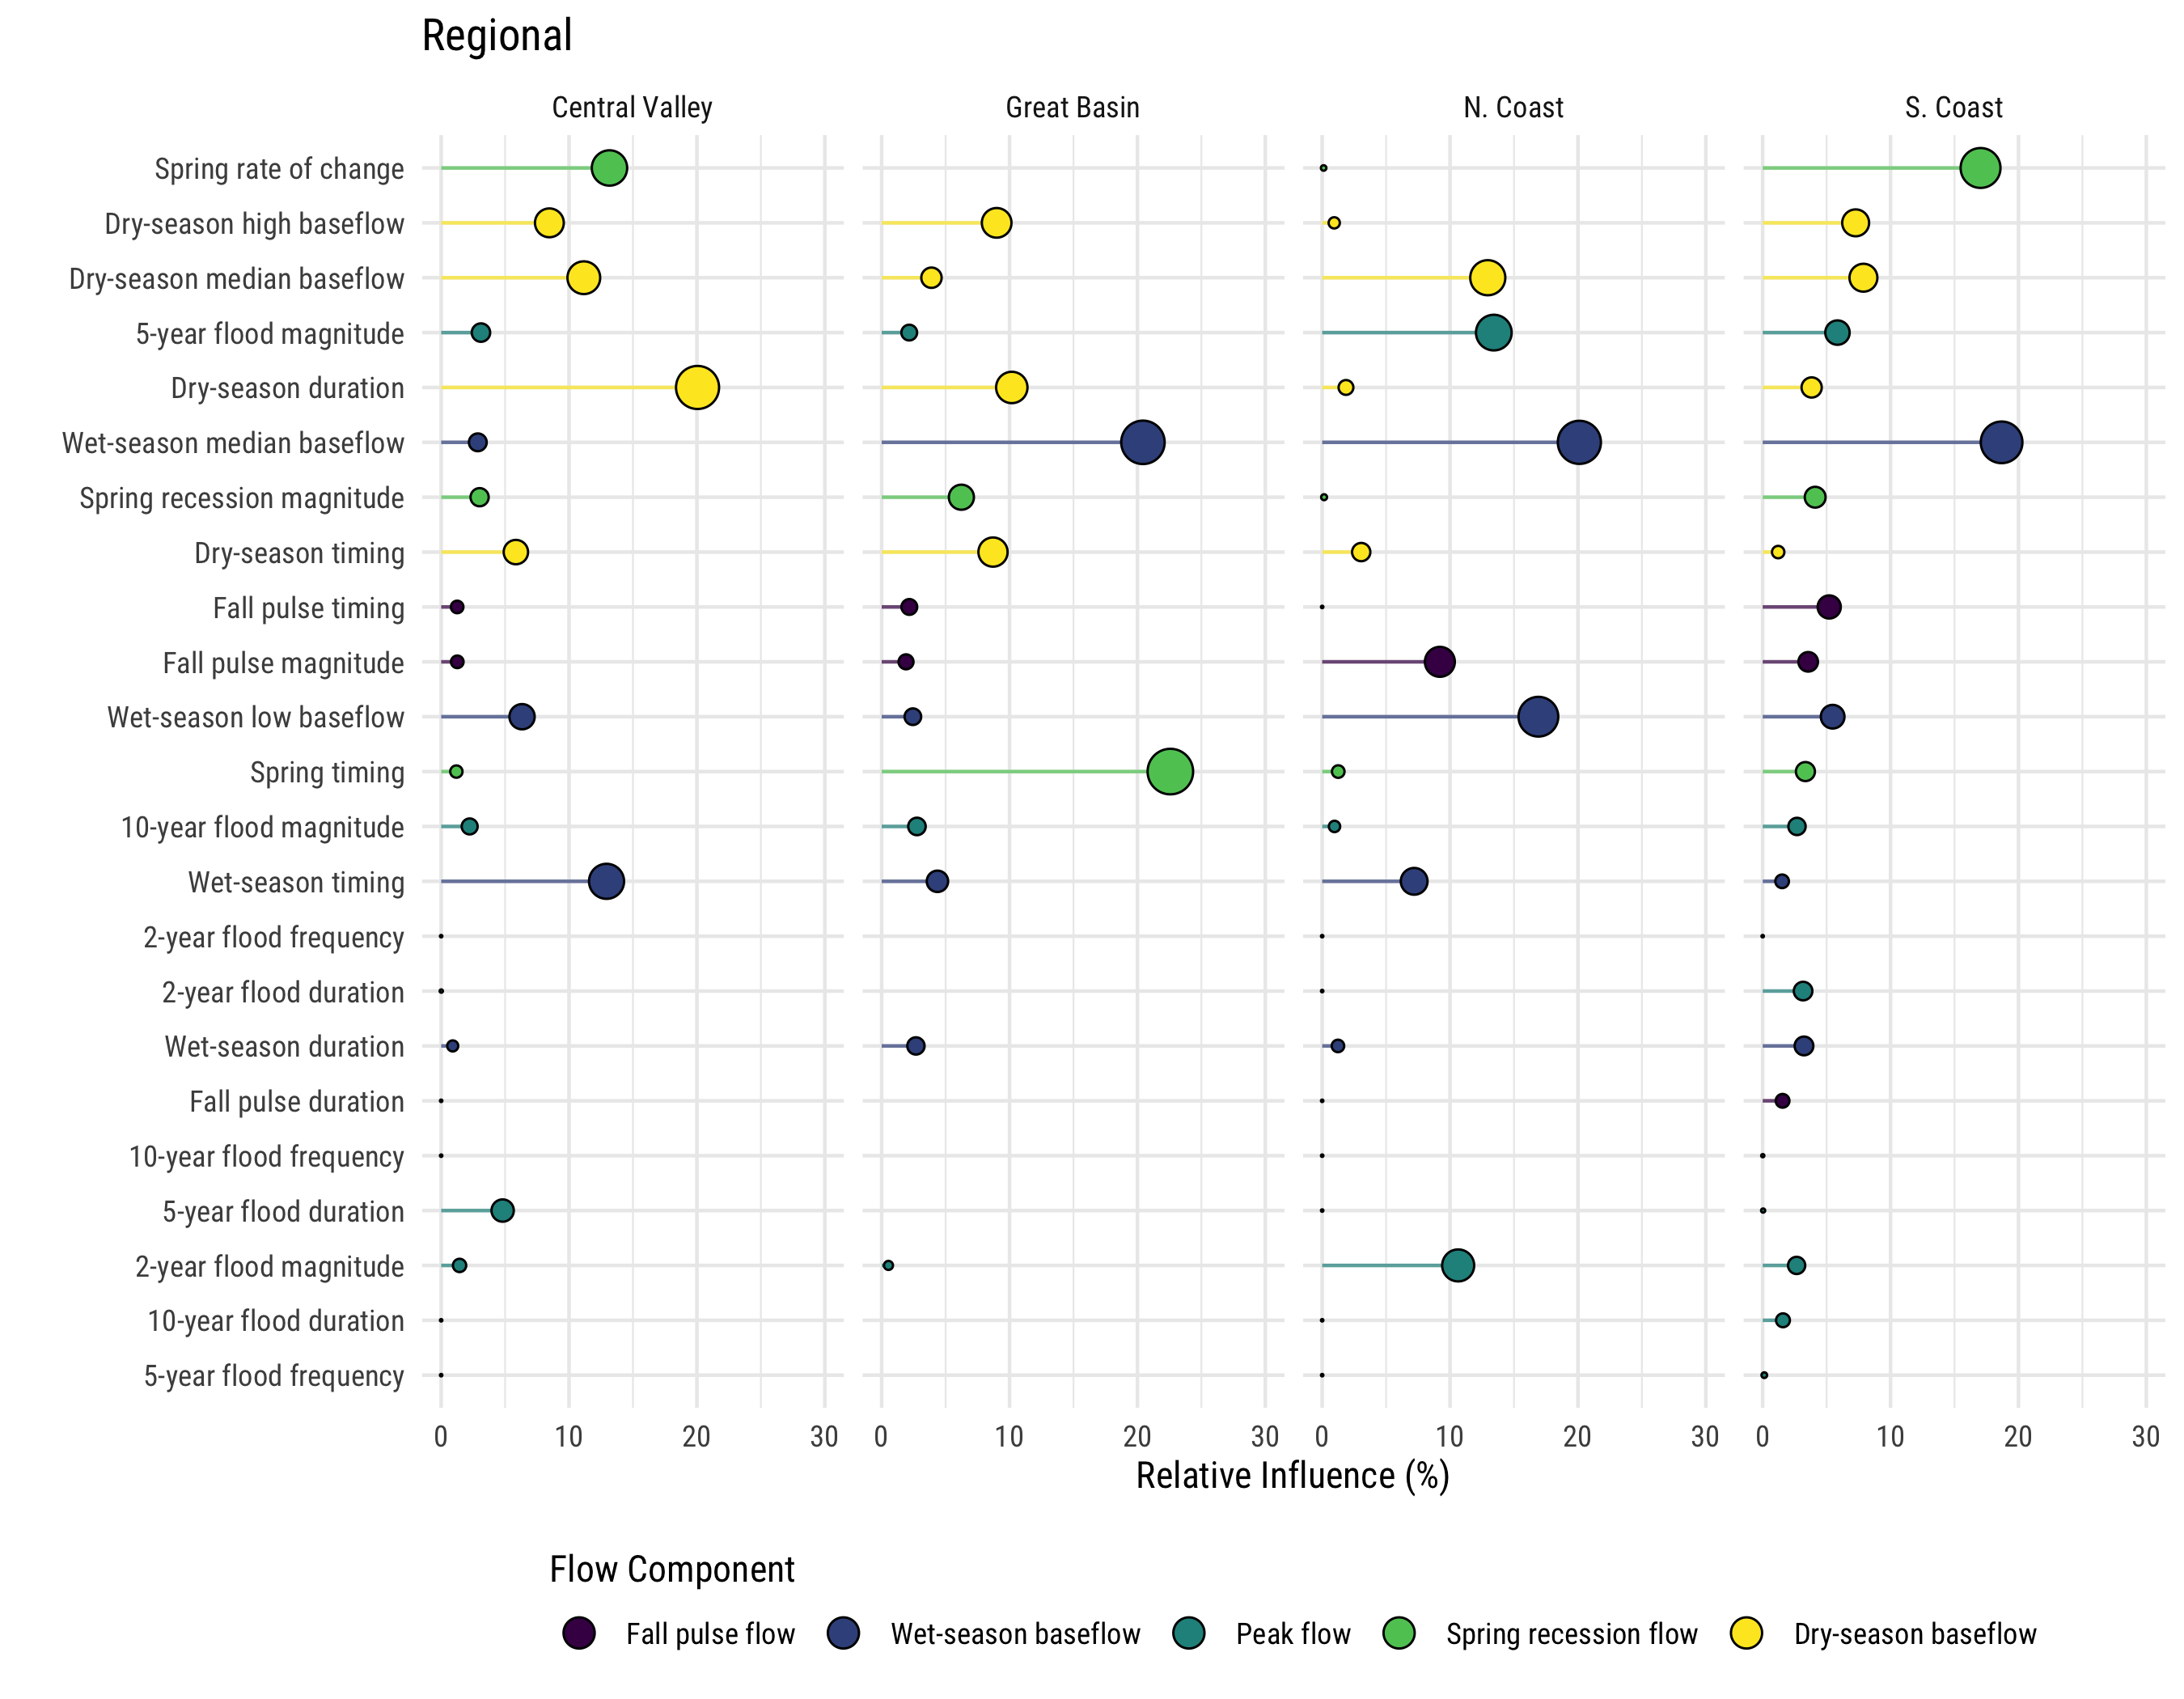 Regional
Central Valley Great Basin N. Coast S. Coast
Spring rate of change
Dry-season high baseflow
Dry-season median baseflow
5-year flood magnitude
Dry-season duration
Wet-season median baseflow
Spring recession magnitude
Dry-season timing
Fall pulse timing
Fall pulse magnitude
Wet-season low baseflow
Spring timing
10-year flood magnitude
Wet-season timing
2-year flood frequency
2-year flood duration
Wet-season duration
Fall pulse duration
10-year flood frequency
5-year flood duration
2-year flood magnitude
10-year flood duration
5-year flood frequency
0 10 20 30 0 10 20 30 0 10 20 30 0 10 20 30
Relative Influence (%)
Flow Component
Fall pulse flow Wet-season baseflow Peak flow Spring recession flow Dry-season baseflow